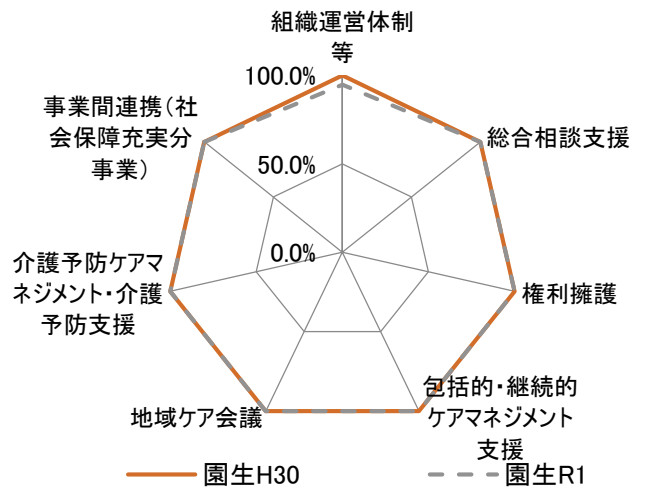 組織運営体制
等
100.0%
50.0%
0.0%
総合相談支援
権利擁護
包括的・継続的
ケアマネジメント
支援
地域ケア会議
介護予防ケアマ
ネジメント・介護
予防支援
事業間連携(社
会保障充実分
事業)
園生H30
園生R1